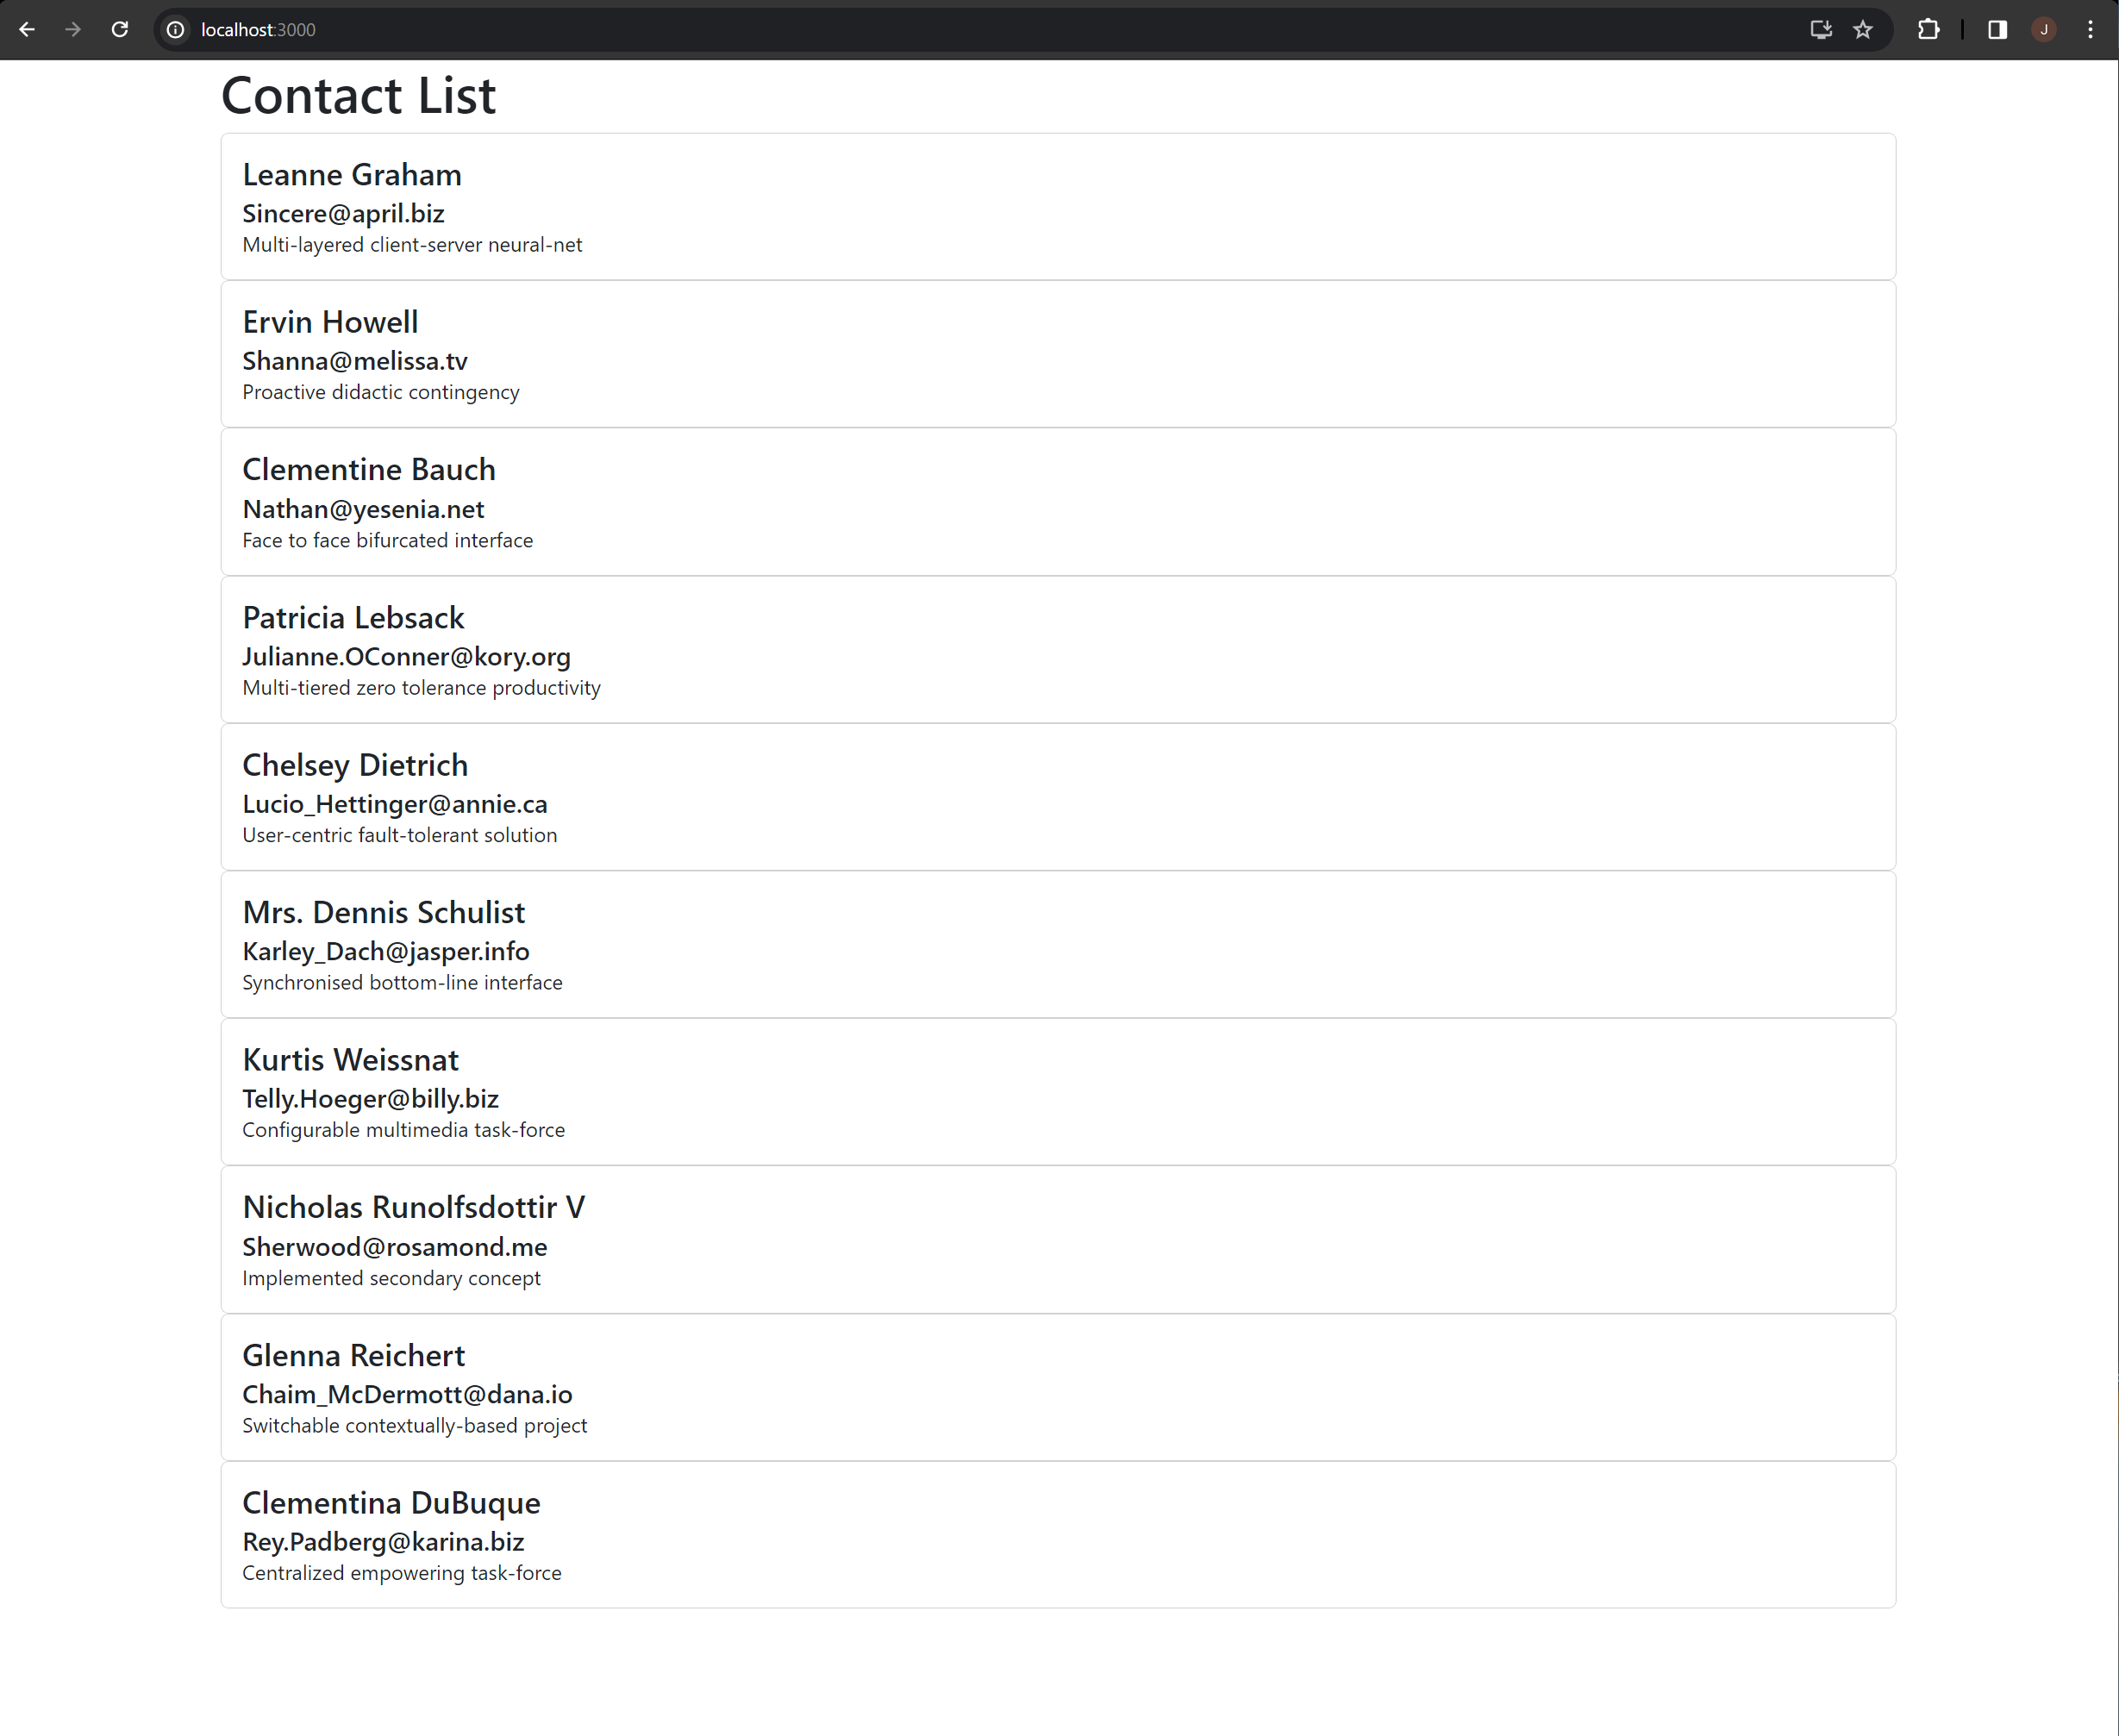 localhost:3000
J
Contact List
Leanne Graham
Sincere@april.biz
Multi-layered client-server neural-net
Ervin Howell
Shanna@melissa.tv
Proactive didactic contingency
Clementine Bauch
Nathan@yesenia.net
Face to face bifurcated interface
Patricia Lebsack
Julianne.OConner@kory.org
Multi-tiered zero tolerance productivity
Chelsey Dietrich
Lucio_Hettinger@annie.ca
User-centric fault-tolerant solution
Mrs. Dennis Schulist
Karley_Dach@jasper.info
Synchronised bottom-line interface
Kurtis Weissnat
Telly.Hoeger@billy.biz
Configurable multimedia task-force
Nicholas Runolfsdottir V
Sherwood@rosamond.me
Implemented secondary concept
Glenna Reichert
Chaim_McDermott@dana.io
Switchable contextually-based project
Clementina DuBuque
Rey.Padberg@karina.biz
Centralized empowering task-force